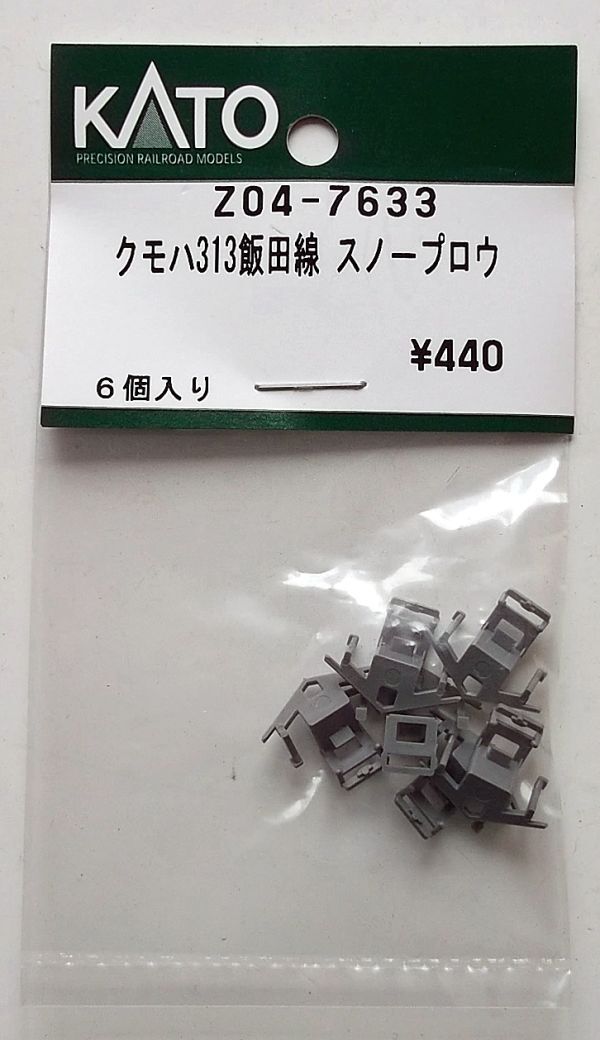 KATO
PRECISION RAILROAD MODELS
Z04-7633
クモハ313飯田線 スノープロウ
¥440
6個入り